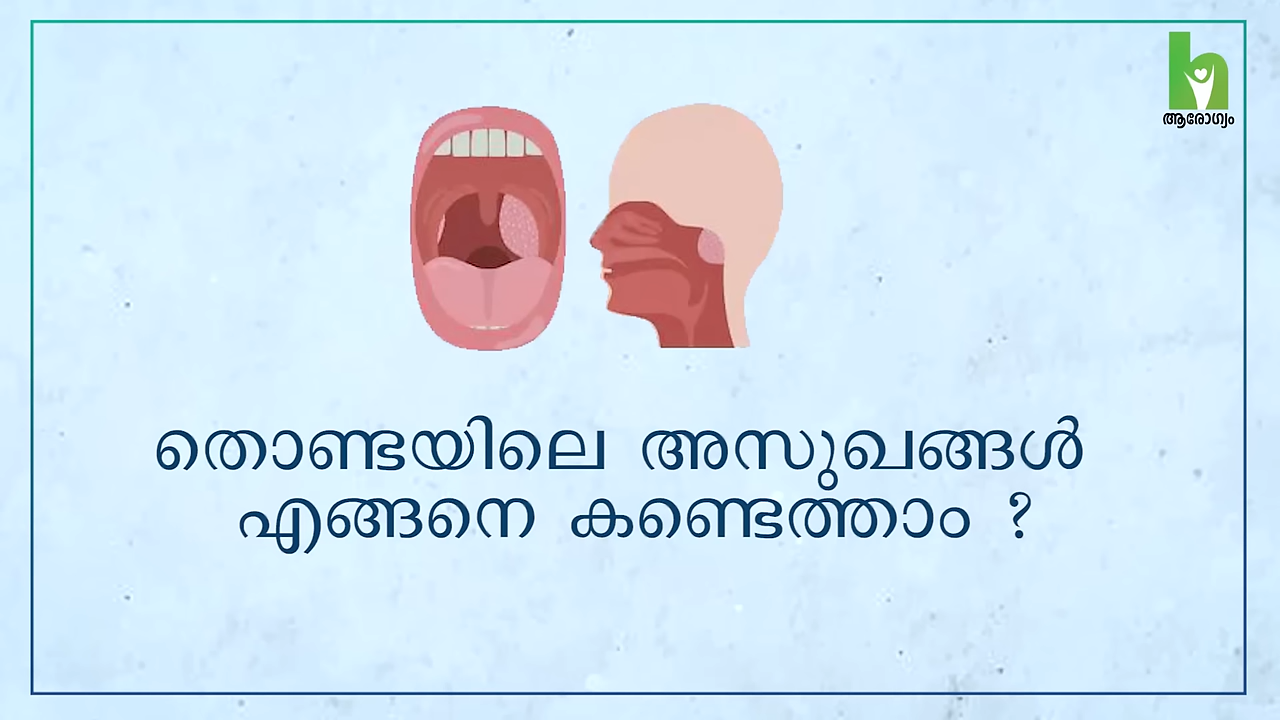 ആരോഗ്യം
തൊണ്ടയിലെ അസുഖങ്ങൾ
എങ്ങനെ കണ്ടെത്താം ?